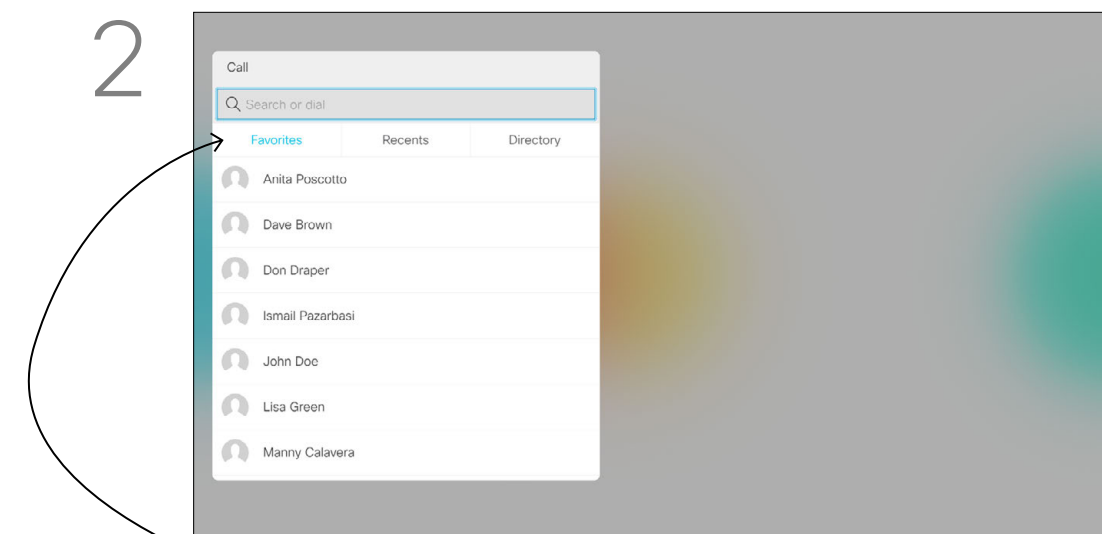 2
Call
Search or dial
Favorites Recents Directory
Anita Poscotto
Dave Brown
Don Draper
Ismail Pazarbasi
John Doe
Lisa Green
Manny Calavera